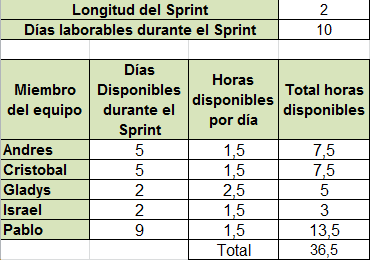 Longitud del Sprint 2
Días laborables durante el Sprint 10
Miembro del equipo Días Disponibles durante el Sprint Horas disponibles por día Total horas disponibles
Andres 5 1,5 7,5
Cristobal 5 1,5 7,5
Gladys 2 2,5 5
Israel 2 1,5 3
Pablo 9 1,5 13,5
Total 36,5